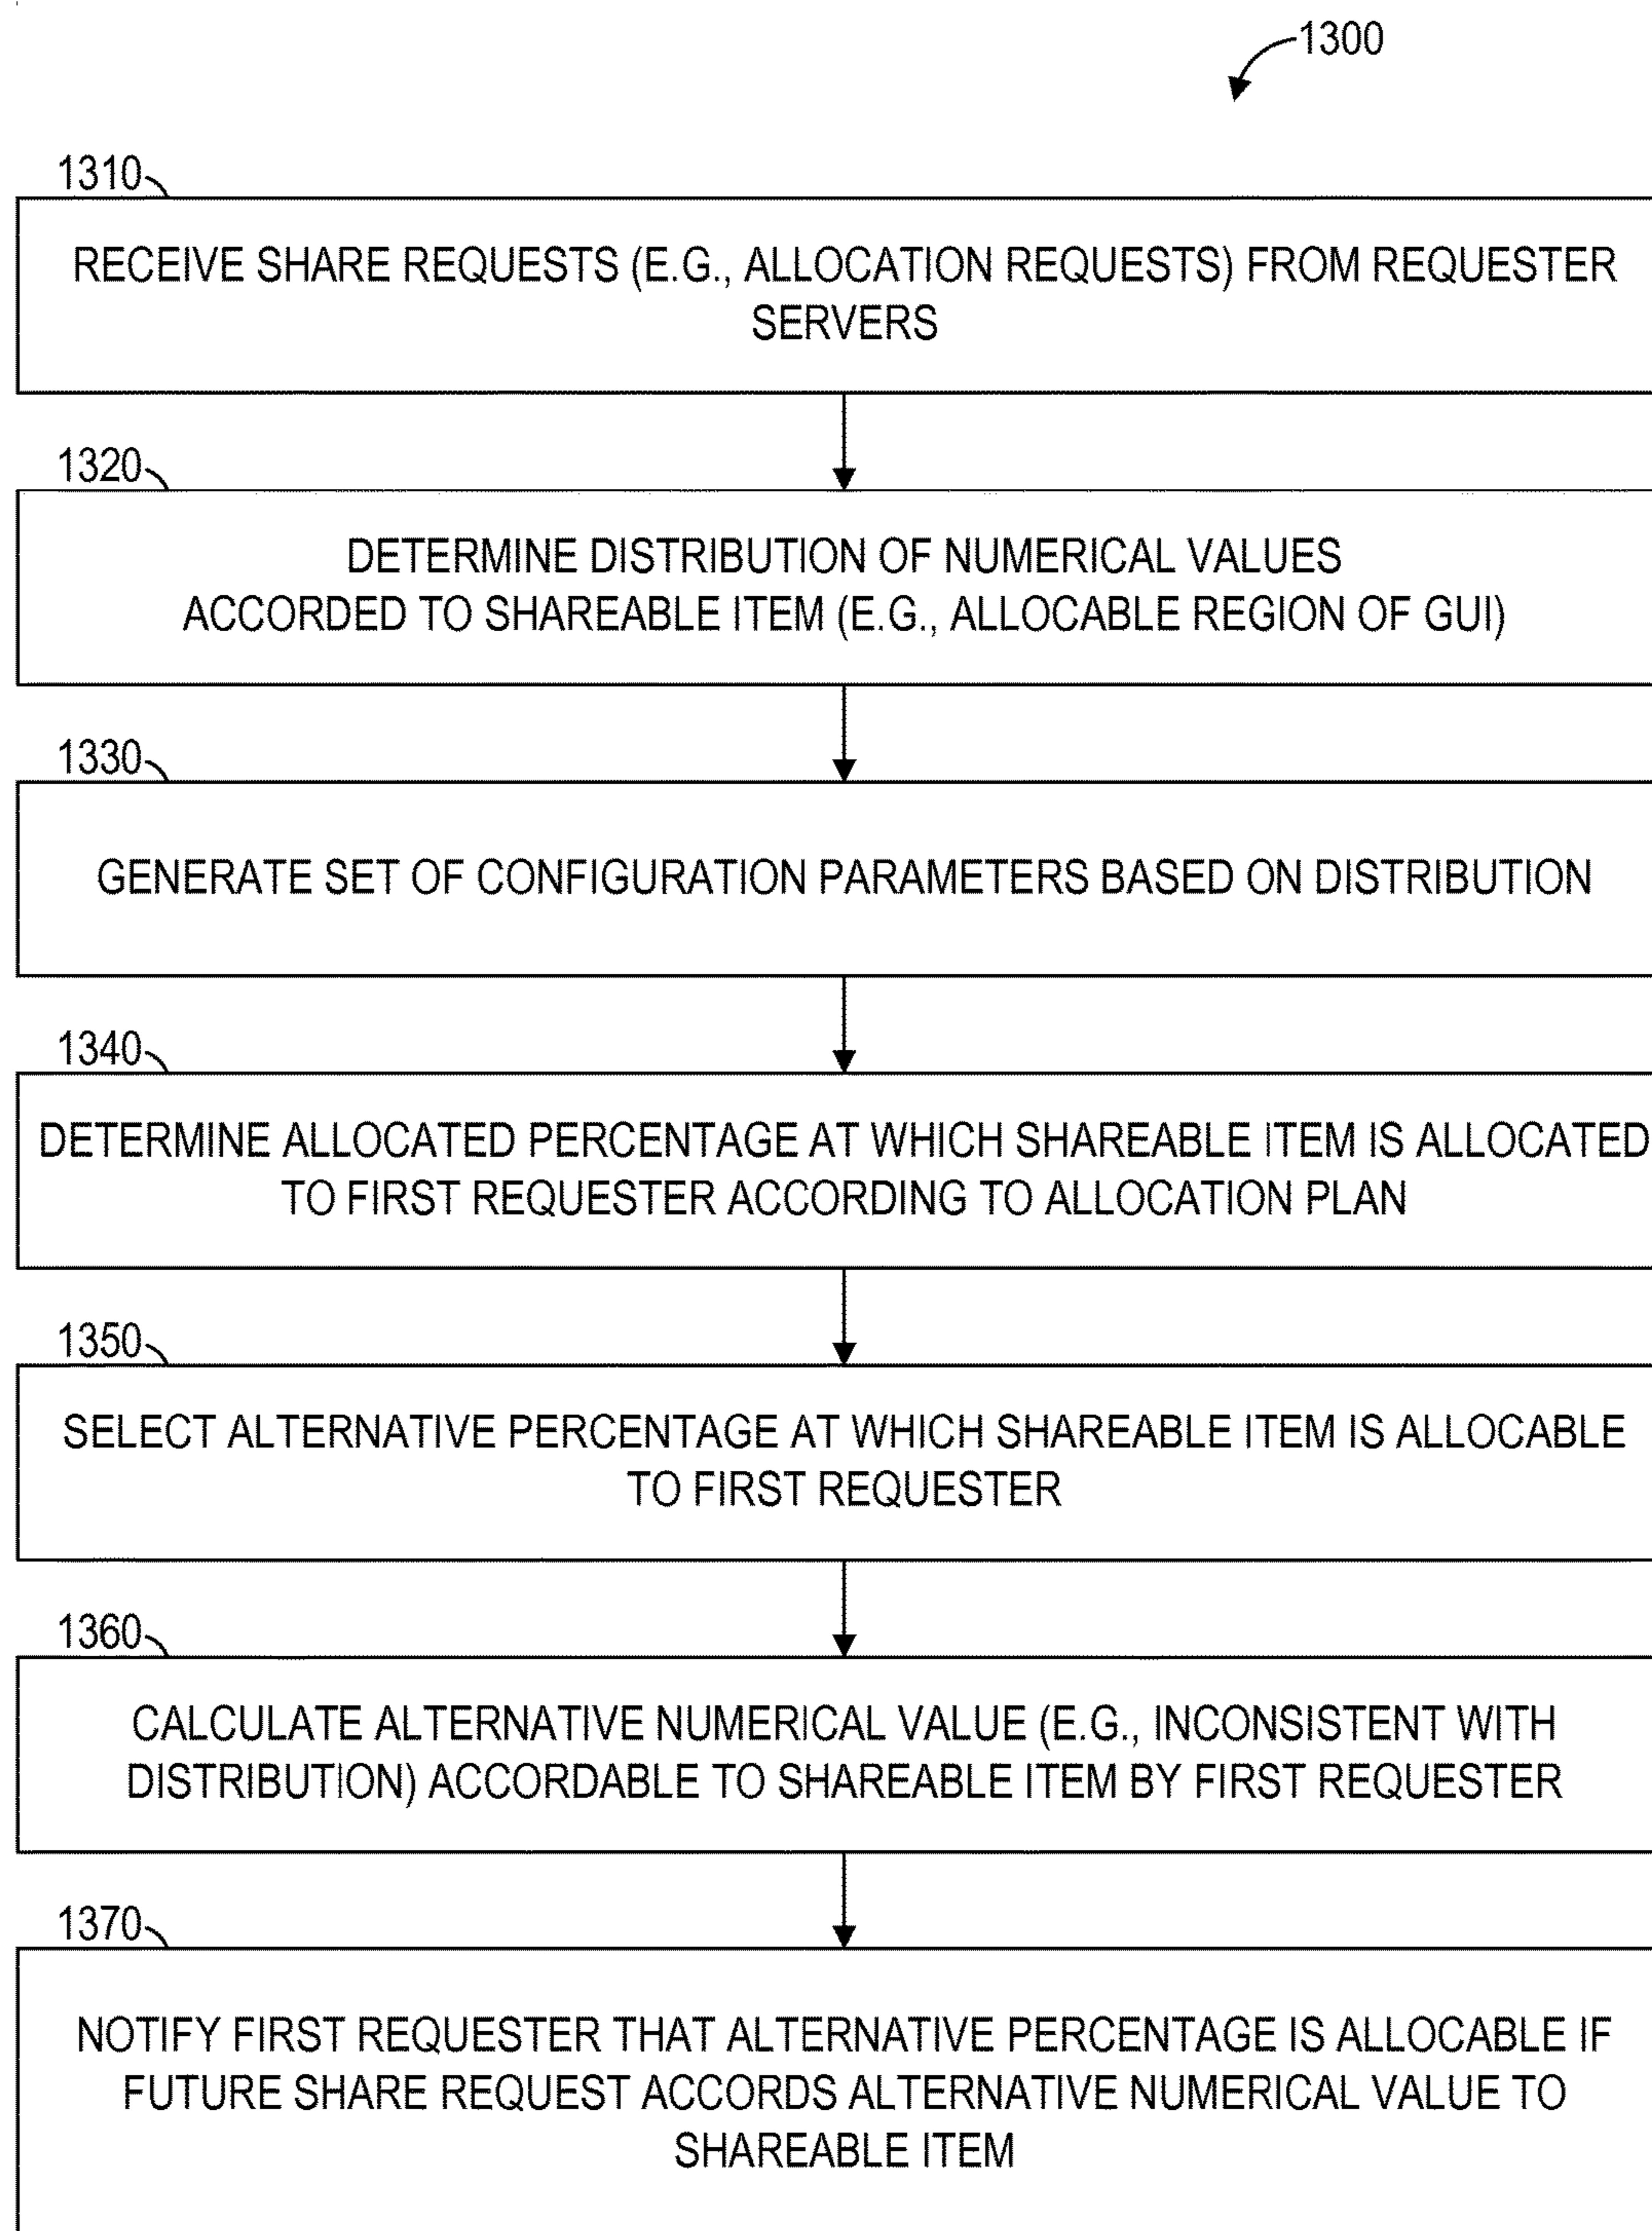 1300
1310
RECEIVE SHARE REQUESTS (E.G., ALLOCATION REQUESTS) FROM REQUESTER
SERVERS
1320
DETERMINE DISTRIBUTION OF NUMERICAL VALUES
ACCORDED TO SHAREABLE ITEM (E.G., ALLOCABLE REGION OF GUI)
1330
GENERATE SET OF CONFIGURATION PARAMETERS BASED ON DISTRIBUTION
1340
DETERMINE ALLOCATED PERCENTAGE AT WHICH SHAREABLE ITEM IS ALLOCATED
TO FIRST REQUESTER ACCORDING TO ALLOCATION PLAN
1350
SELECT ALTERNATIVE PERCENTAGE AT WHICH SHAREABLE ITEM IS ALLOCABLE
TO FIRST REQUESTER
1360
CALCULATE ALTERNATIVE NUMERICAL VALUE (E.G., INCONSISTENT WITH
DISTRIBUTION) ACCORDABLE TO SHAREABLE ITEM BY FIRST REQUESTER
1370
NOTIFY FIRST REQUESTER THAT ALTERNATIVE PERCENTAGE IS ALLOCABLE IF
FUTURE SHARE REQUEST ACCORDS ALTERNATIVE NUMERICAL VALUE TO
SHAREABLE ITEM